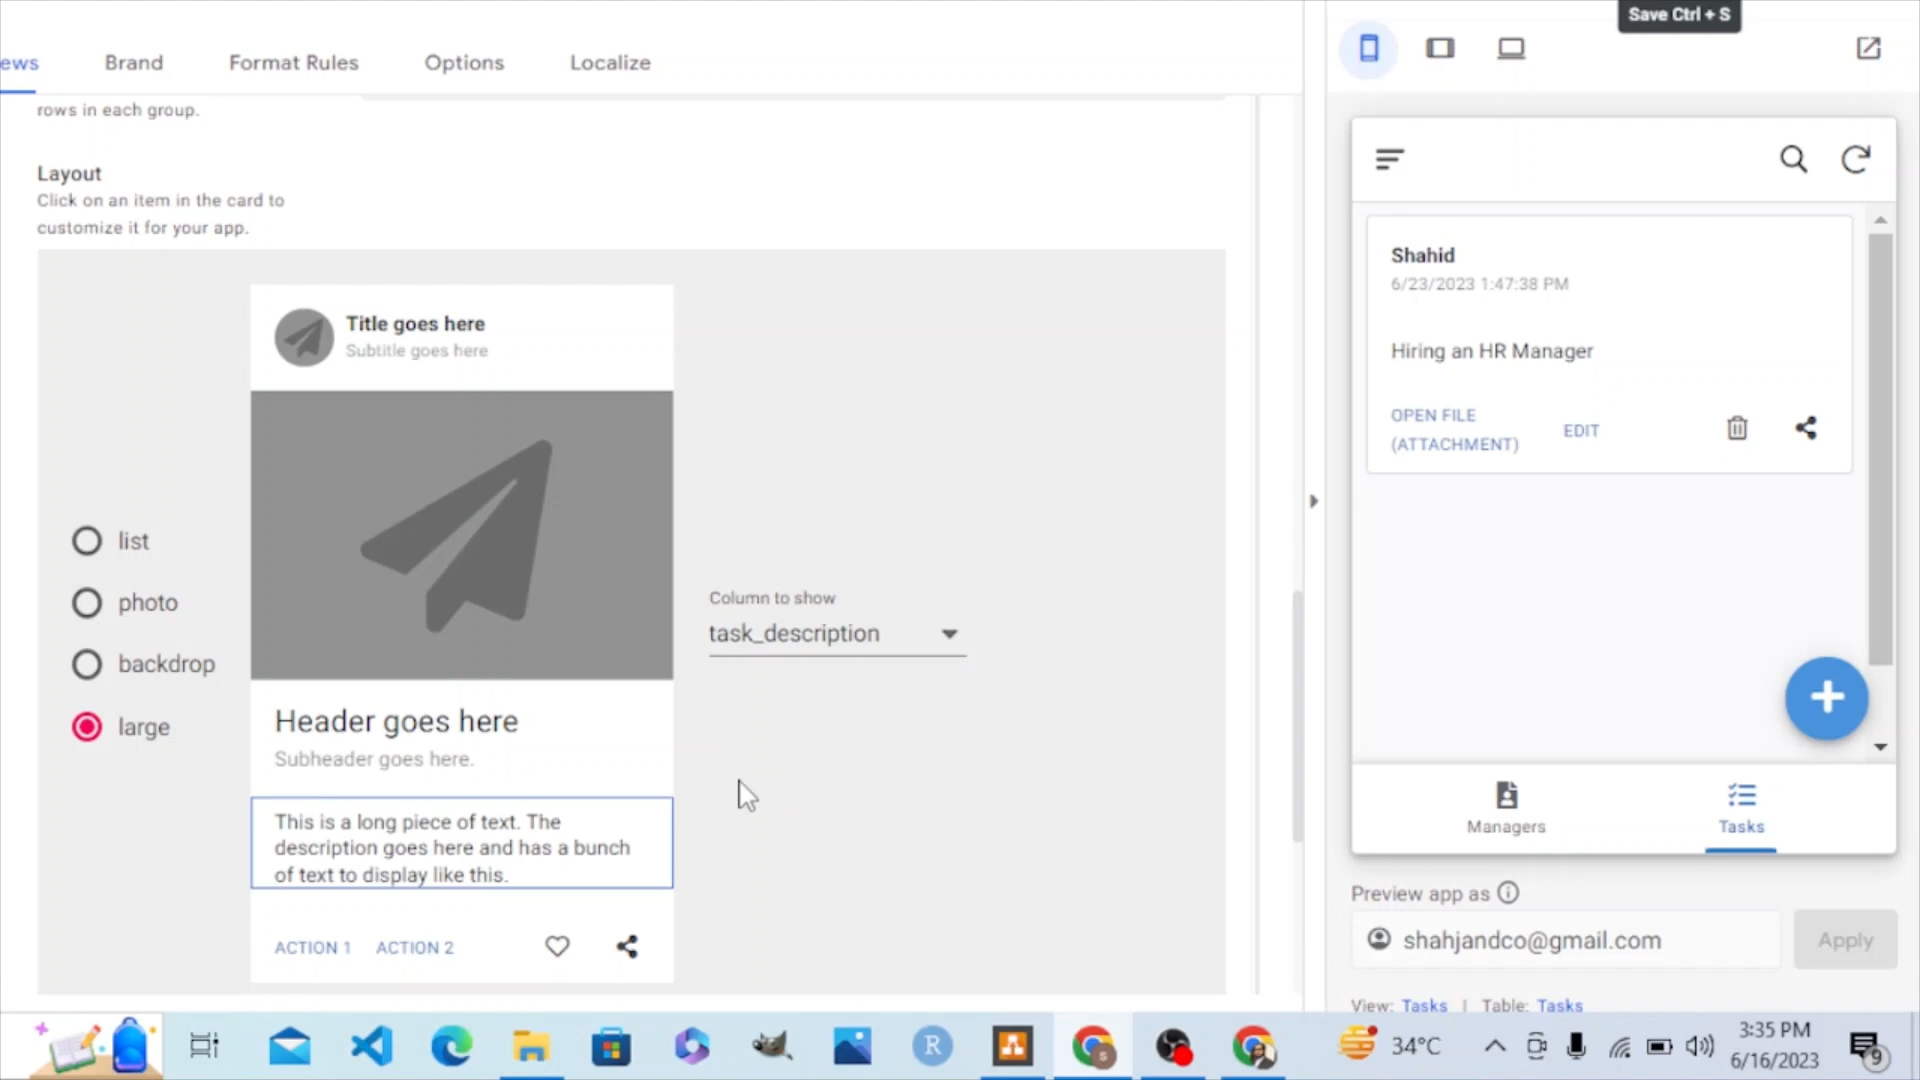 Save Ctrl + S
ews
Brand
Format Rules
Options
Localize
rows in each group.
Layout
Click on an item in the card to
customize it for your app.
list
photo
backdrop
large
Title goes here
Subtitle goes here
Header goes here
Subheader goes here.
This is a long piece of text. The
description goes here and has a bunch
of text to display like this.
ACTION 1
ACTION 2
Column to show
task_description
Shahid
6/23/2023 1:47:38 PM
Hiring an HR Manager
OPEN FILE
(ATTACHMENT)
EDIT
Managers
Tasks
Preview app as
shahjandco@gmail.com
Apply
View: Tasks | Table: Tasks
R
S
34°C
3:35 PM
6/16/2023
9